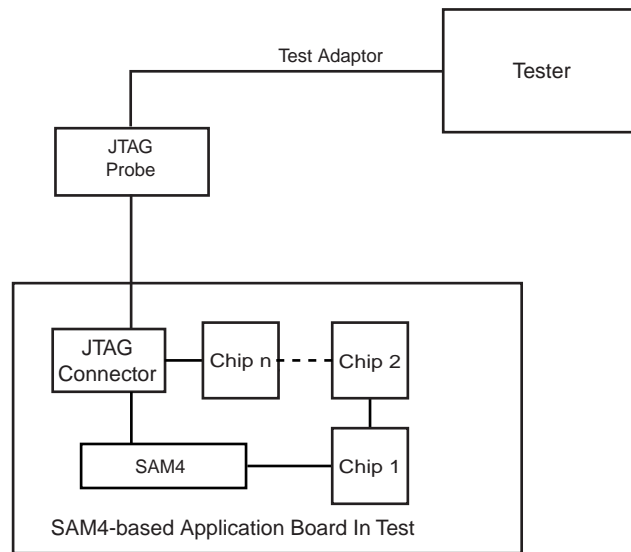 Test Adaptor
Tester
JTAG
Probe
JTAG
Connector
Chip n
Chip 2
SAM4
Chip 1
SAM4-based Application Board In Test